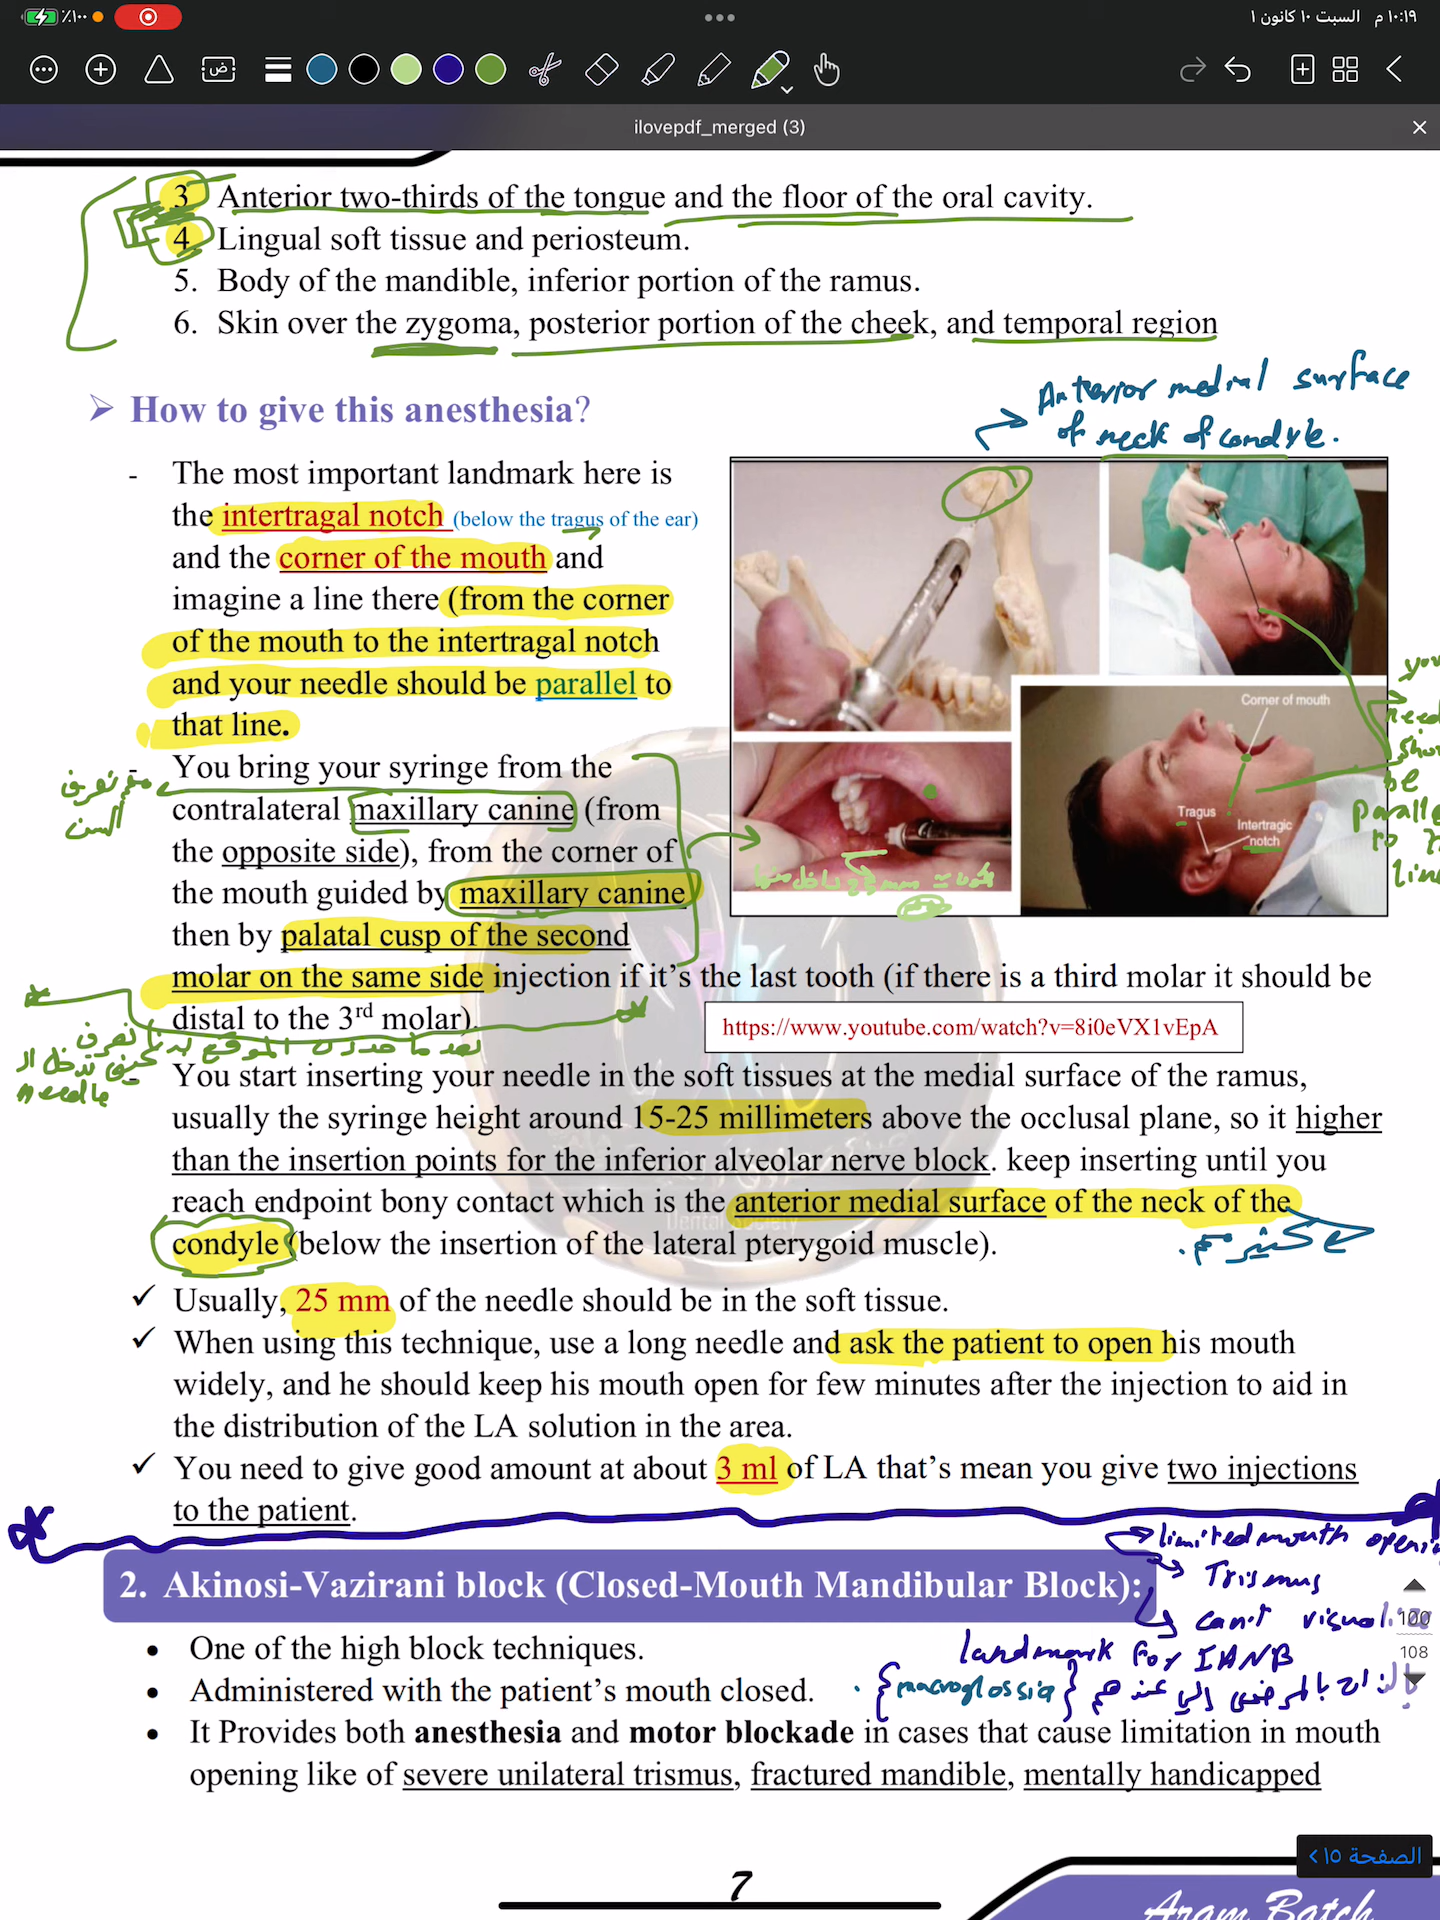 ٪١٠٠
١٠:١٩ م السبت ١٠ كانون ١
ض
ilovepdf_merged (3)
3. Anterior two-thirds of the tongue and the floor of the oral cavity.
4. Lingual soft tissue and periosteum.
5. Body of the mandible, inferior portion of the ramus.
6. Skin over the zygoma, posterior portion of the cheek, and temporal region
Anterior medial surface
of neck of condyle.
➢ How to give this anesthesia?
- The most important landmark here is
the intertragal notch (below the tragus of the ear)
and the corner of the mouth and
imagine a line there (from the corner
of the mouth to the intertragal notch
and your needle should be parallel to
that line.
Corner of mouth
Tragus
Intertragic
notch
be
to
line
- You bring your syringe from the
contralateral maxillary canine (from
the opposite side), from the corner of
the mouth guided by maxillary canine
then by palatal cusp of the second
molar on the same side injection if it’s the last tooth (if there is a third molar it should be
distal to the 3rd molar).
https://www.youtube.com/watch?v=8i0eVX1vEpA
needle
- You start inserting your needle in the soft tissues at the medial surface of the ramus,
usually the syringe height around 15-25 millimeters above the occlusal plane, so it higher
than the insertion points for the inferior alveolar nerve block. keep inserting until you
reach endpoint bony contact which is the anterior medial surface of the neck of the
condyle (below the insertion of the lateral pterygoid muscle).
✓ Usually, 25 mm of the needle should be in the soft tissue.
✓ When using this technique, use a long needle and ask the patient to open his mouth
widely, and he should keep his mouth open for few minutes after the injection to aid in
the distribution of the LA solution in the area.
✓ You need to give good amount at about 3 ml of LA that’s mean you give two injections
to the patient.
limited mouth
Trismus
can't
landmark for IANB
{macroglossia}
2. Akinosi-Vazirani block (Closed-Mouth Mandibular Block):
• One of the high block techniques.
• Administered with the patient’s mouth closed.
• It Provides both anesthesia and motor blockade in cases that cause limitation in mouth
opening like of severe unilateral trismus, fractured mandible, mentally handicapped
100
108
الصفحة ١٥
7
Aram Batch